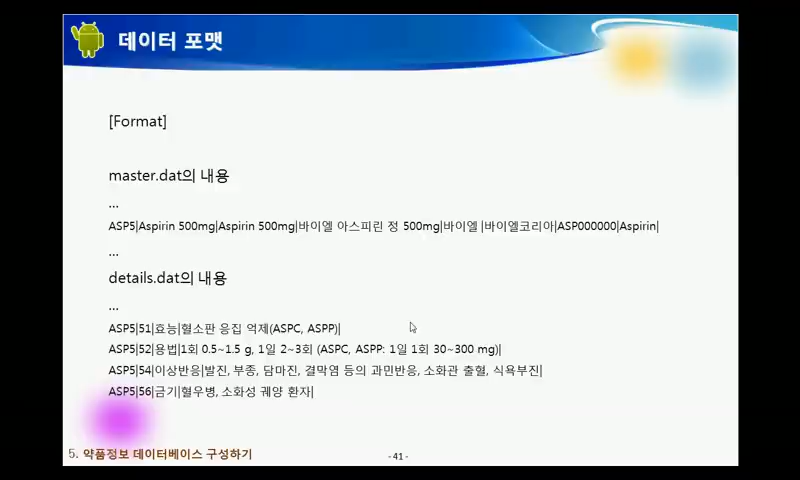 데이터 포맷
[Format]
master.dat의 내용
...
ASP5|Aspirin 500mg|Aspirin 500mg|바이엘 아스피린 정 500mg|바이엘 |바이엘코리아|ASP000000|Aspirin|
...
details.dat의 내용
...
ASP5|51|효능|혈소판 응집 억제(ASPC, ASPP)|
ASP5|52|용법|1회 0.5~1.5 g, 1일 2~3회 (ASPC, ASPP: 1일 1회 30~300 mg)|
ASP5|54|이상반응|발진, 부종, 담마진, 결막염 등의 과민반응, 소화관 출혈, 식욕부진|
ASP5|56|금기|혈우병, 소화성 궤양 환자|
5. 약품정보 데이터베이스 구성하기
- 41 -